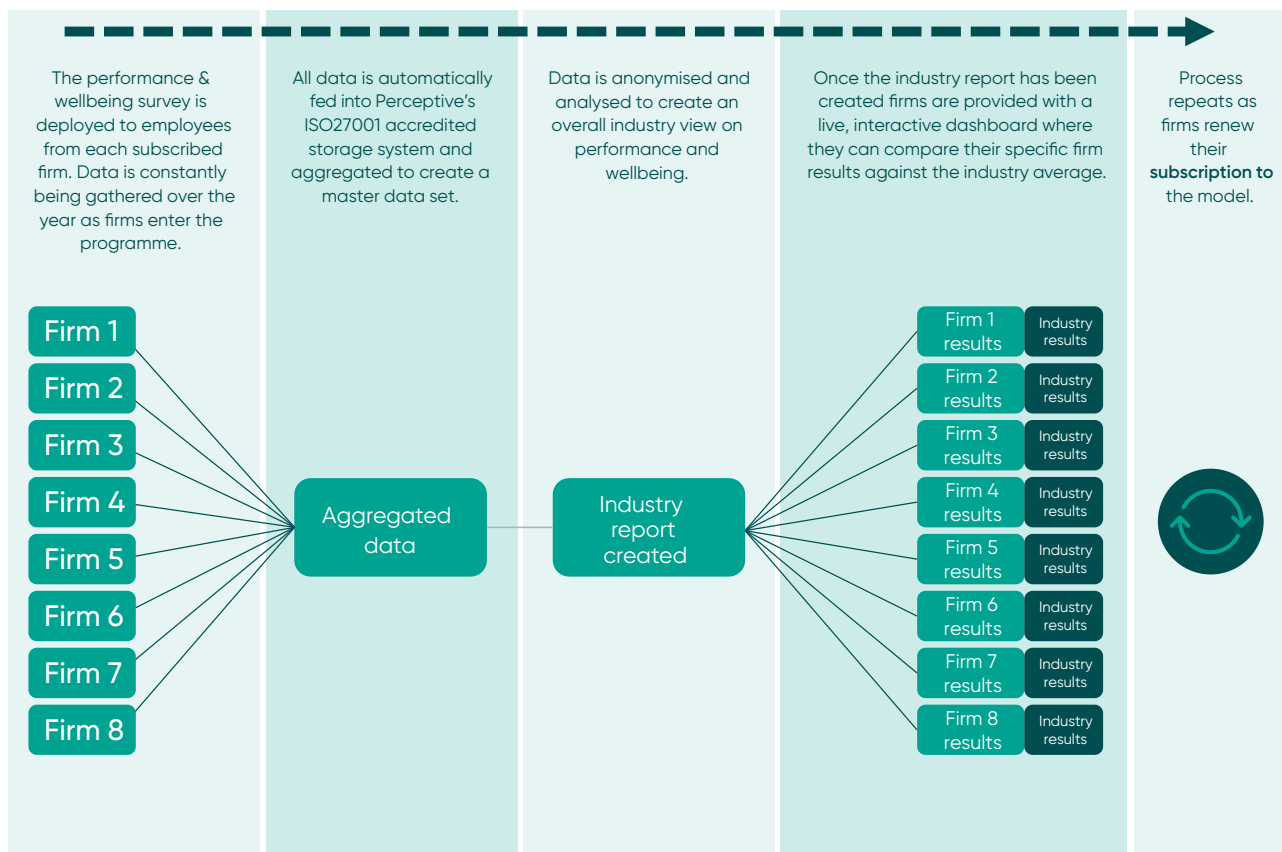 The performance &
wellbeing survey is
deployed to employees
from each subscribed
firm. Data is constantly
being gathered over the
year as firms enter the
programme.
All data is automatically
fed into Perceptive’s
ISO27001 accredited
storage system and
aggregated to create a
master data set.
Data is anonymised and
analysed to create an
overall industry view on
performance and
wellbeing.
Once the industry report has been
created firms are provided with a
live, interactive dashboard where
they can compare their specific firm
results against the industry average.
Process
repeats as
firms renew
their
subscription to
the model.
Firm 1
Firm 2
Firm 3
Firm 4
Firm 5
Firm 6
Firm 7
Firm 8
Aggregated
data
Industry
report
created
Firm 1
results
Industry
results
Firm 2
results
Industry
results
Firm 3
results
Industry
results
Firm 4
results
Industry
results
Firm 5
results
Industry
results
Firm 6
results
Industry
results
Firm 7
results
Industry
results
Firm 8
results
Industry
results